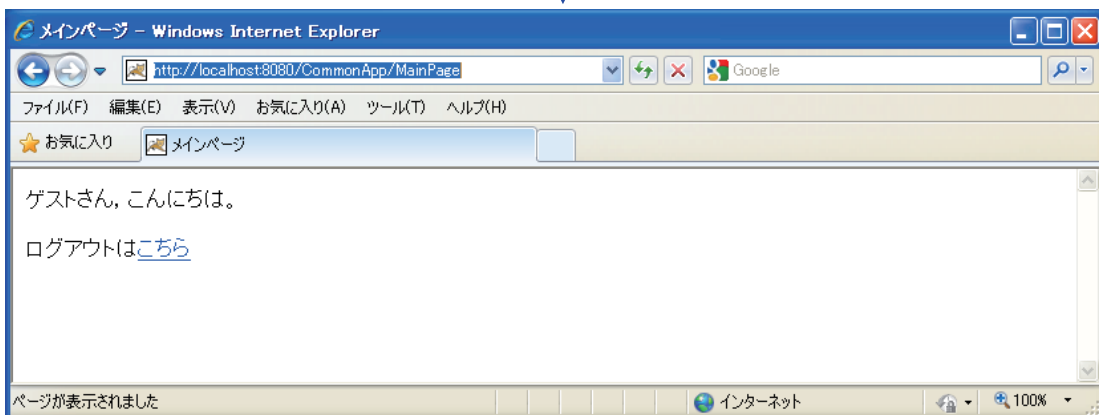 メインページ - Windows Internet Explorer
http://localhost:8080/CommonApp/MainPage
Google
ファイル(F) 編集(E) 表示(V) お気に入り(A) ツール(T) ヘルプ(H)
お気に入り メインページ
ゲストさん, こんにちは。
ログアウトはこちら
ページが表示されました インターネット 100%